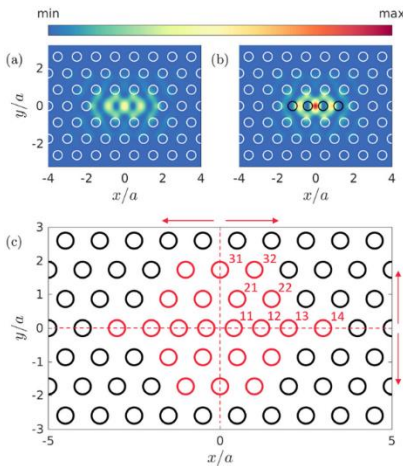 min max
(a) (b)
y/a 2 0 -2
-4 -2 0 2 4 -4 -2 0 2 4
x/a x/a
(c)
3
2 31 32
1 21 22
y/a 0 11 12 13 14
-1
-2
-3
-5 0 5
x/a